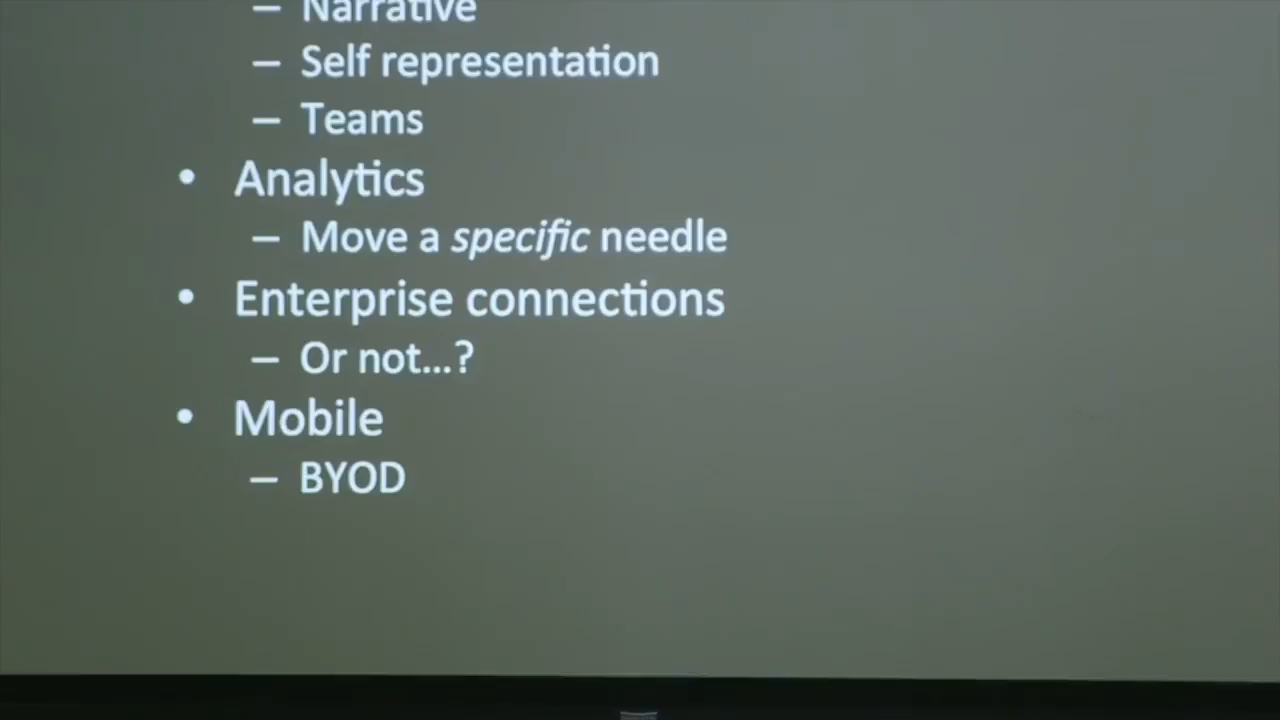 – Narrative
– Self representation
– Teams
• Analytics
– Move a specific needle
• Enterprise connections
– Or not...?
• Mobile
– BYOD